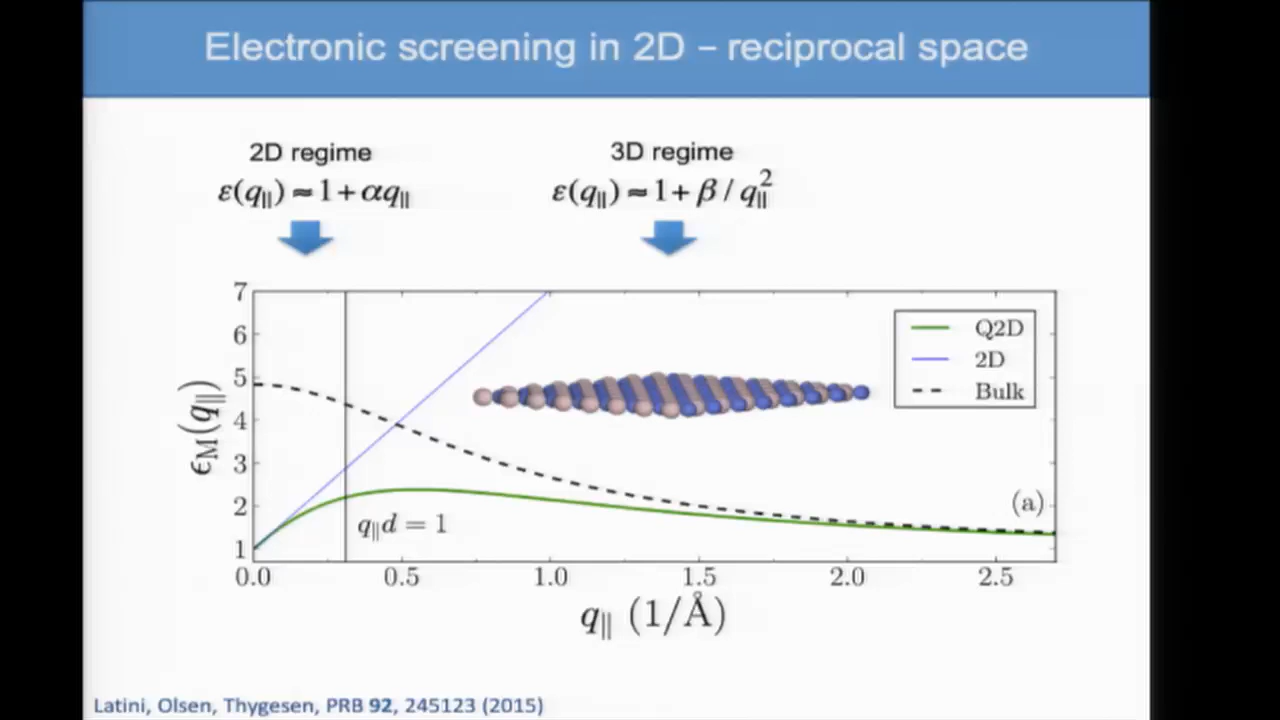 Electronic screening in 2D – reciprocal space
2D regime
ε(q∥) ≈ 1 + αq∥
3D regime
ε(q∥) ≈ 1 + β / q∥²
7
6
5
4
3
2
1
ϵM(q∥)
Q2D
2D
Bulk
(a)
q∥d = 1
0.0 0.5 1.0 1.5 2.0 2.5
q∥ (1/Å)
Latini, Olsen, Thygesen, PRB 92, 245123 (2015)